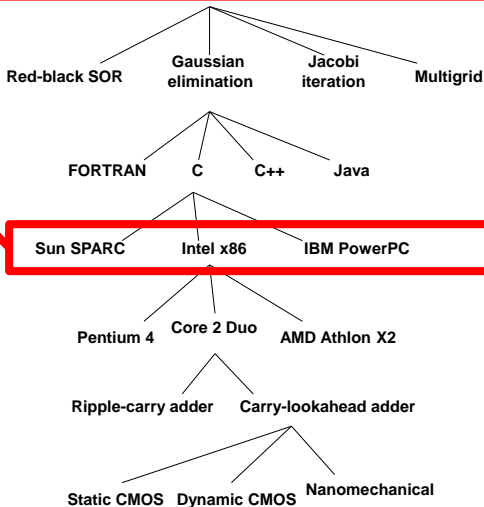 Red-black SOR Gaussian elimination Jacobi iteration Multigrid
FORTRAN C C++ Java
Sun SPARC Intel x86 IBM PowerPC
Pentium 4 Core 2 Duo AMD Athlon X2
Ripple-carry adder Carry-lookahead adder
Static CMOS Dynamic CMOS Nanomechanical